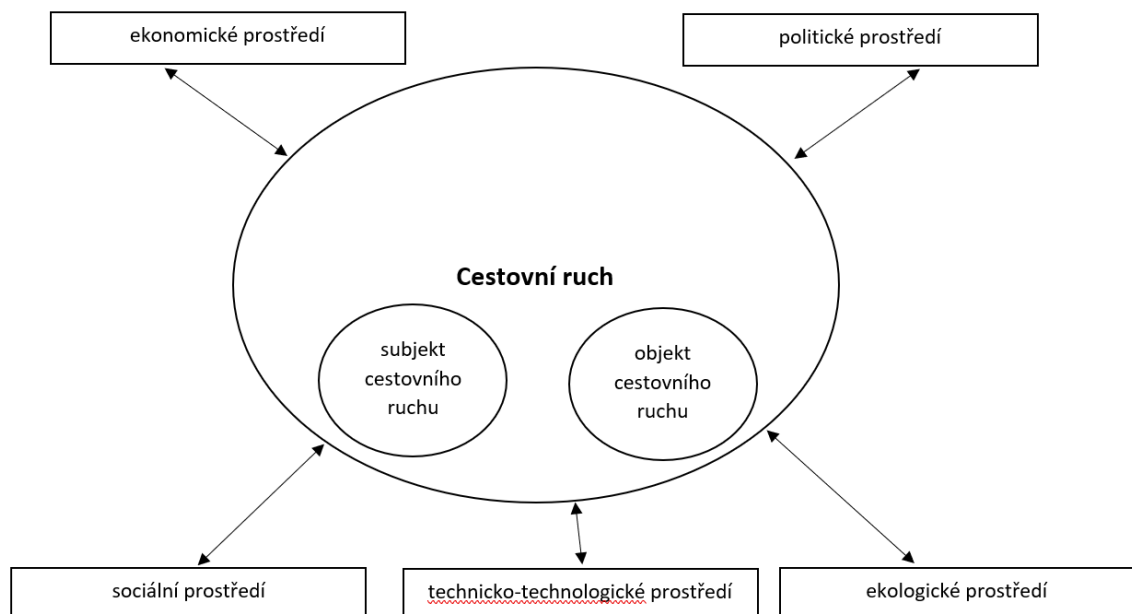 ekonomické prostředí
politické prostředí
Cestovní ruch
subjekt
cestovního
ruchu
objekt
cestovního
ruchu
sociální prostředí
technicko-technologické prostředí
ekologické prostředí